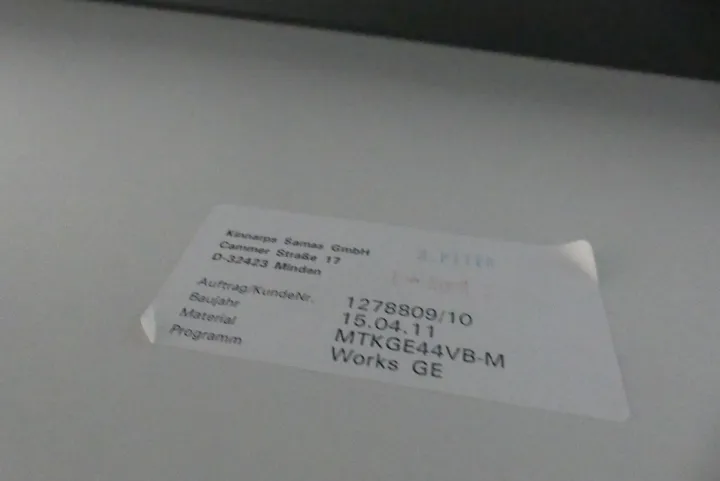 Kinnarps Samas GmbH
Cammer Straße 17
D-32423 Minden
Auftrag/KundeNr. 1278809/10
Baujahr 15.04.11
Material MTKGE44VB-M
Programm Works GE